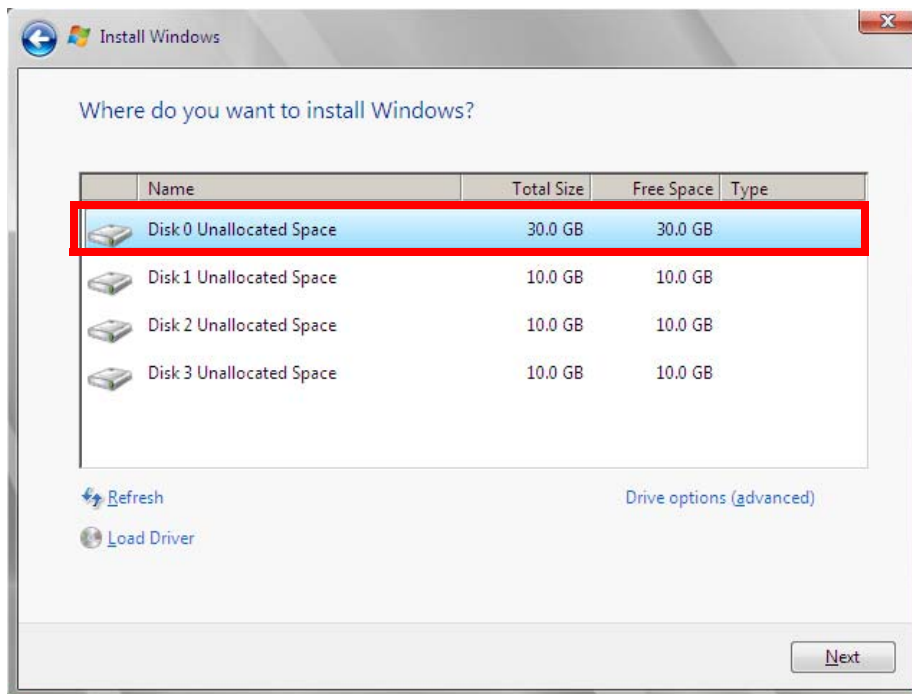 Install Windows
Where do you want to install Windows?
Name Total Size Free Space Type
Disk 0 Unallocated Space 30.0 GB 30.0 GB
Disk 1 Unallocated Space 10.0 GB 10.0 GB
Disk 2 Unallocated Space 10.0 GB 10.0 GB
Disk 3 Unallocated Space 10.0 GB 10.0 GB
Refresh Drive options (advanced)
Load Driver
Next